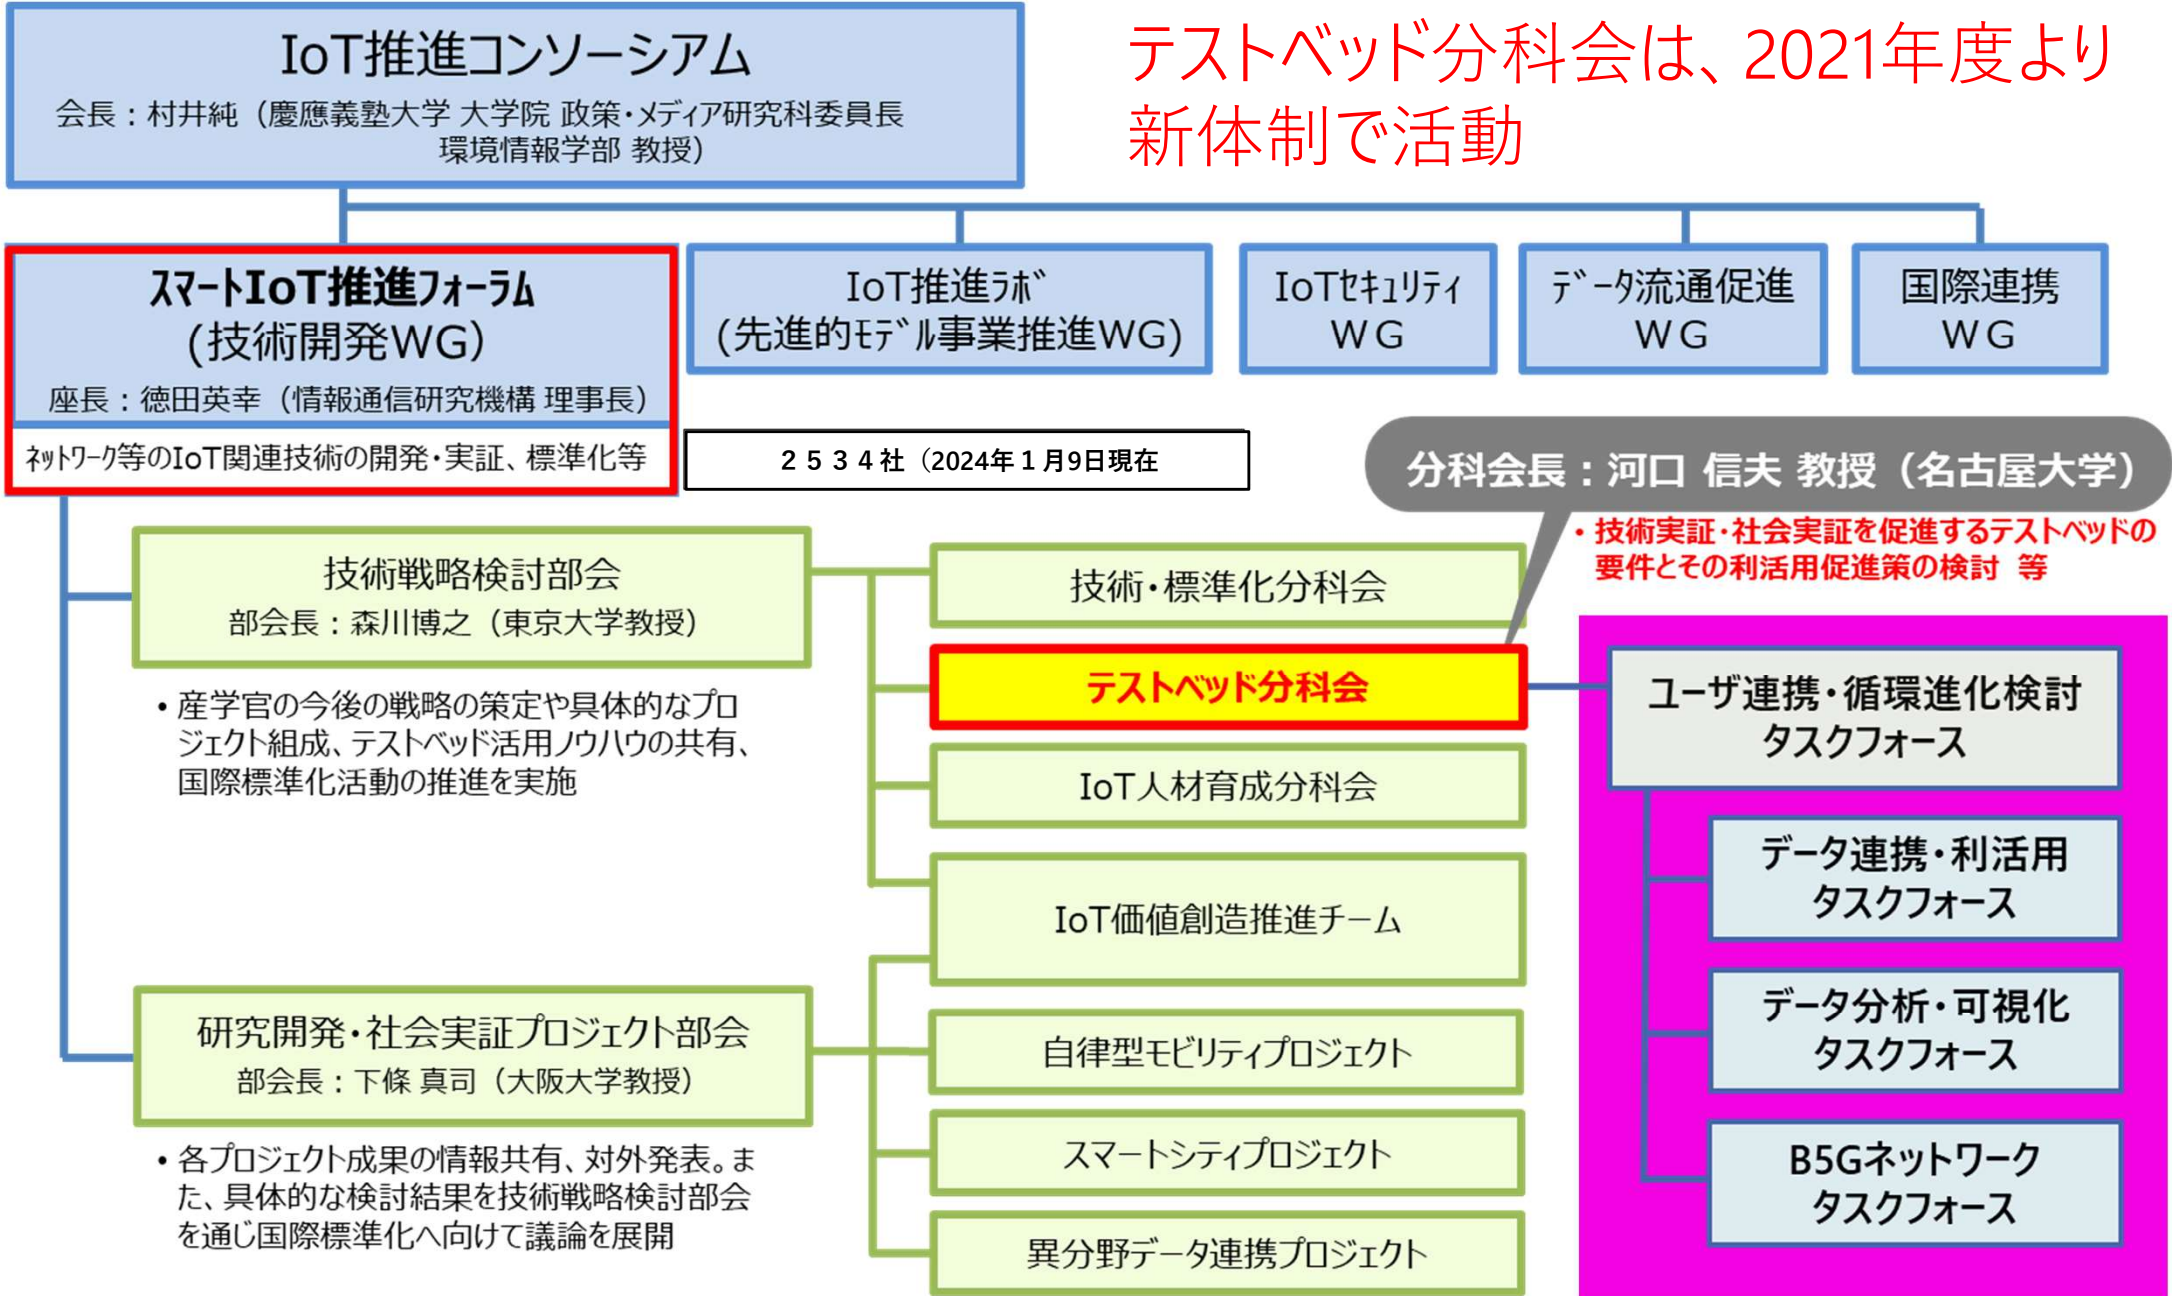 IoT推進コンソーシアム
会長：村井純（慶應義塾大学 大学院 政策・メディア研究科委員長
環境情報学部 教授）
テストベッド分科会は、2021年度より
新体制で活動
ｽﾏｰﾄIoT推進ﾌｫｰﾗﾑ
(技術開発WG）
座長：徳田英幸（情報通信研究機構 理事長）
ﾈｯﾄﾜｰｸ等のIoT関連技術の開発・実証、標準化等
IoT推進ﾗﾎﾞ
(先進的ﾓﾃﾞﾙ事業推進WG)
IoTｾｷｭﾘﾃｨ
ＷＧ
ﾃﾞｰﾀ流通促進
ＷＧ
国際連携
ＷＧ
２５３４社（2024年１月9日現在
分科会長：河口 信夫 教授（名古屋大学）
・技術実証・社会実証を促進するテストベッドの
要件とその利活用促進策の検討 等
技術戦略検討部会
部会長：森川博之（東京大学教授）
• 産学官の今後の戦略の策定や具体的なプロ
ジェクト組成、テストベッド活用ノウハウの共有、
国際標準化活動の推進を実施
技術・標準化分科会
テストベッド分科会
IoT人材育成分科会
IoT価値創造推進チーム
研究開発・社会実証プロジェクト部会
部会長：下條 真司（大阪大学教授）
• 各プロジェクト成果の情報共有、対外発表。ま
た、具体的な検討結果を技術戦略検討部会
を通じ国際標準化へ向けて議論を展開
自律型モビリティプロジェクト
スマートシティプロジェクト
異分野データ連携プロジェクト
ユーザ連携・循環進化検討
タスクフォース
データ連携・利活用
タスクフォース
データ分析・可視化
タスクフォース
B5Gネットワーク
タスクフォース